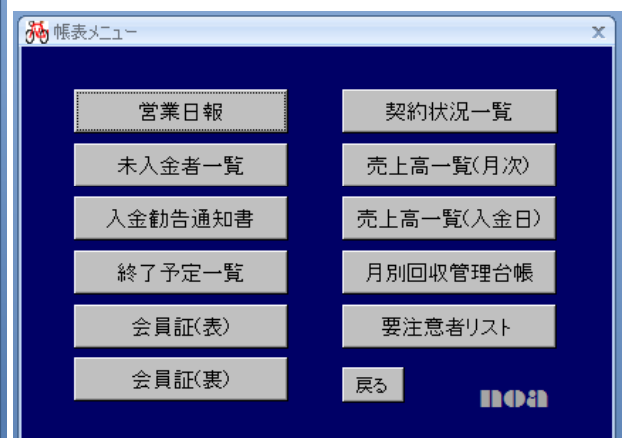 帳表メニュー
営業日報
契約状況一覧
未入金者一覧
売上高一覧(月次)
入金勧告通知書
売上高一覧(入金日)
終了予定一覧
月別回収管理台帳
会員証(表)
要注意者リスト
会員証(裏)
戻る
noa